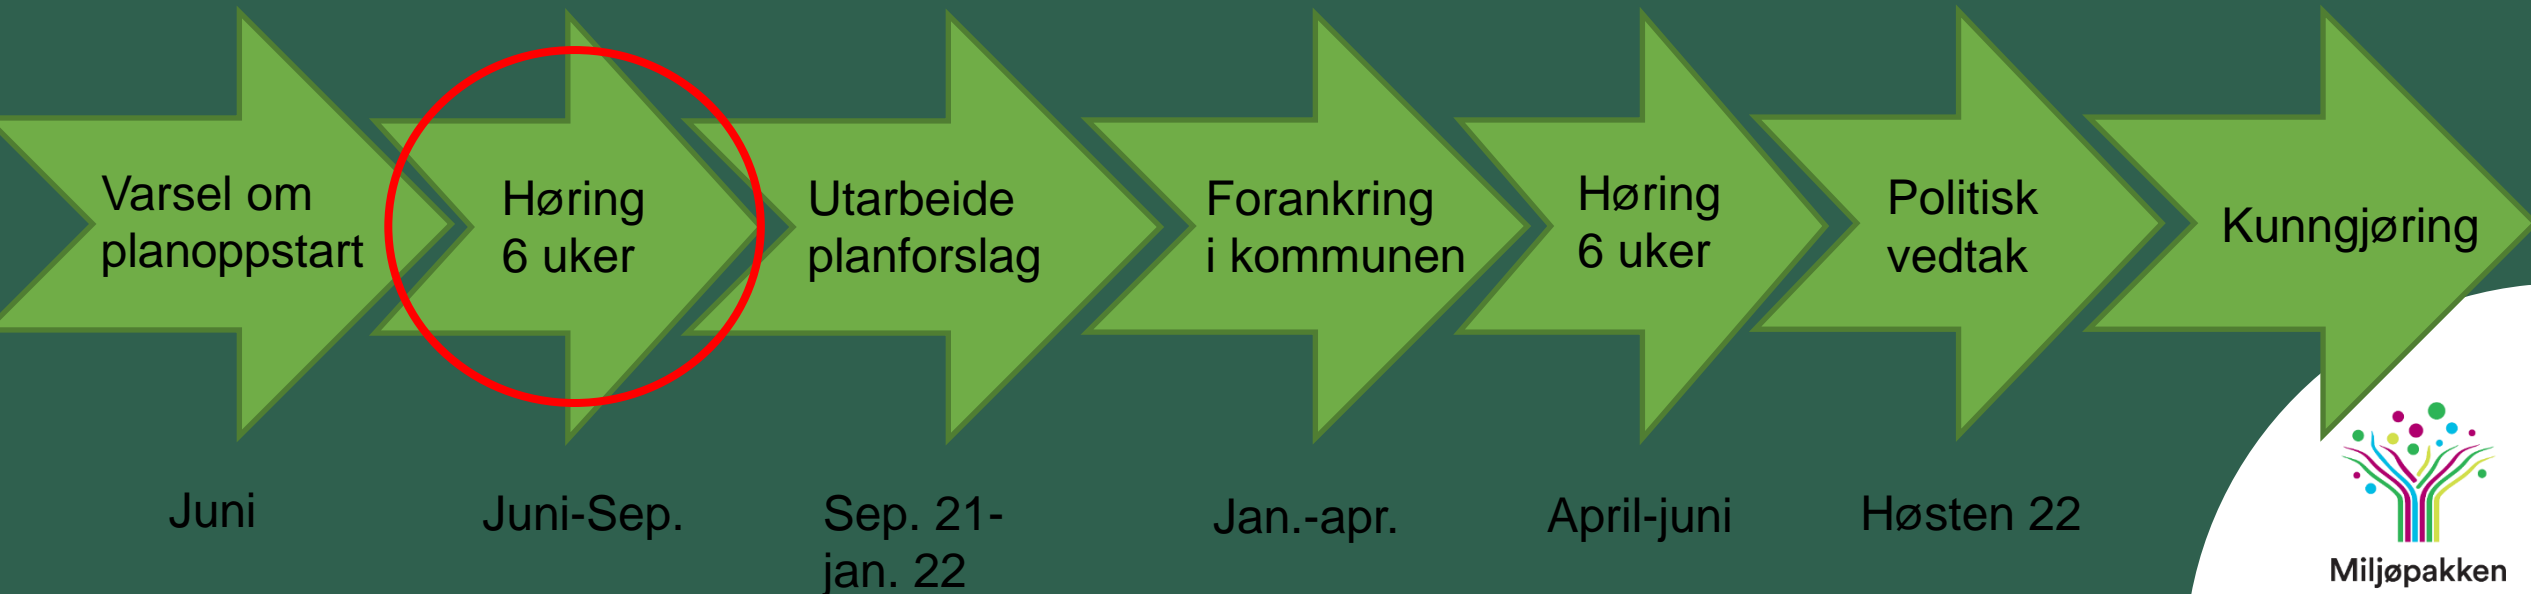 Varsel om
planoppstart
Høring
6 uker
Utarbeide
planforslag
Forankring
i kommunen
Høring
6 uker
Politisk
vedtak
Kunngjøring
Juni
Juni-Sep.
Sep. 21-
jan. 22
Jan.-apr.
April-juni
Høsten 22
Miljøpakken